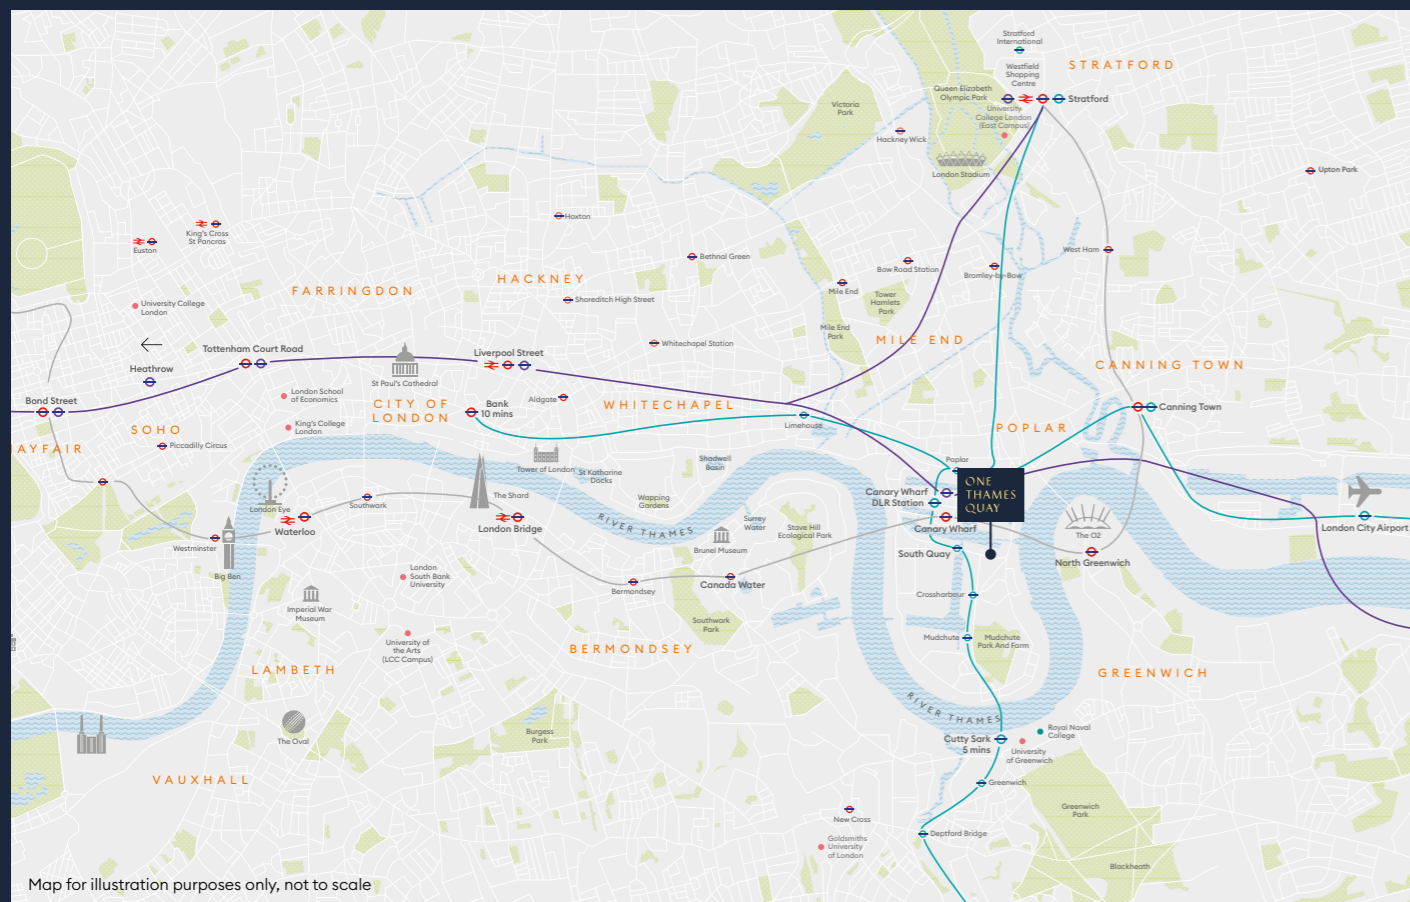 Stratford
International
STRATFORD
Westfield
Shopping
Centre
Queen Elizabeth
Olympic Park
Stratford
University
College London
(East Campus)
Victoria
Park
Hackney Wick
London Stadium
Upton Park
Hoxton
King's Cross
St Pancras
Euston
Bethnal Green
Bow Road Station
Bromley-by-Bow
West Ham
HACKNEY
FARRINGDON
Mile End
Tower
Hamlets
Park
Shoreditch High Street
University College
London
Mile End
Park
MILE END
Whitechapel Station
Tottenham Court Road
Liverpool Street
Heathrow
St Paul's Cathedral
CANNING TOWN
London School
of Economics
Bond Street
CITY OF
LONDON
Bank
10 mins
Aldgate
WHITECHAPEL
Limehouse
Canning Town
SOHO
King's College
London
POPLAR
AYFAIR
Piccadilly Circus
Tower of London
St Katharine
Docks
Shadwell
Basin
Poplar
ONE
THAMES
QUAY
London Eye
The Shard
Wapping
Gardens
Canary Wharf
DLR Station
Southwark
Waterloo
London Bridge
RIVER THAMES
Surrey
Water
Stave Hill
Ecological Park
Canary Wharf
The O2
London City Airport
Westminster
Brunel Museum
South Quay
North Greenwich
Big Ben
London
South Bank
University
Bermondsey
Canada Water
Crossharbour
Imperial War
Museum
Southwark
Park
University of
the Arts
(LCC Campus)
Mudchute
Mudchute
Park And Farm
BERMONDSEY
LAMBETH
GREENWICH
RIVER THAMES
The Oval
Burgess
Park
Cutty Sark
5 mins
Royal Naval
College
University
of Greenwich
VAUXHALL
Greenwich
New Cross
Greenwich
Park
Deptford Bridge
Goldsmiths
University
of London
Blackheath
Map for illustration purposes only, not to scale